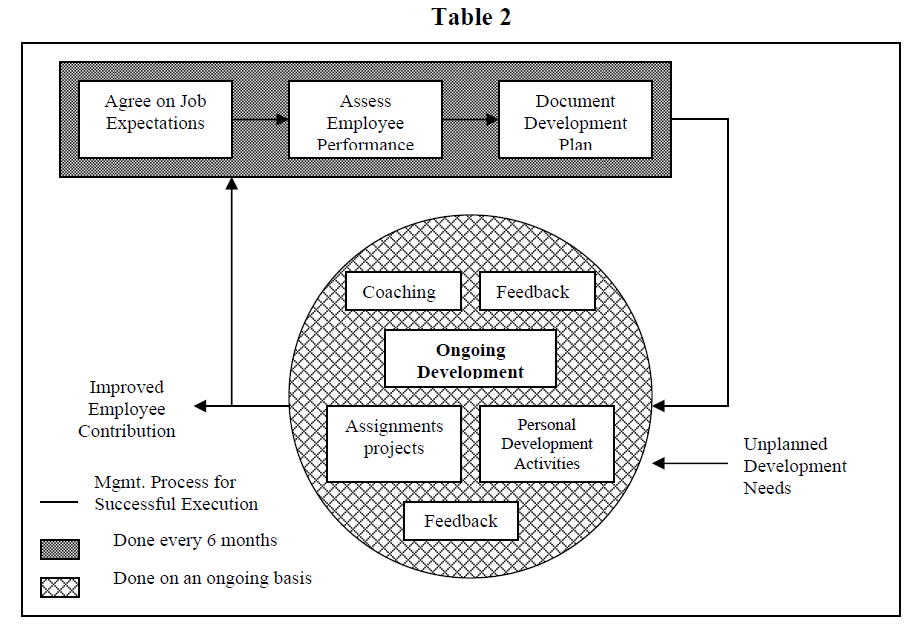 Table 2
Agree on Job
Expectations
Assess
Employee
Performance
Document
Development
Plan
Coaching
Feedback
Ongoing
Development
Assignments
projects
Personal
Development
Activities
Feedback
Improved
Employee
Contribution
Unplanned
Development
Needs
Mgmt. Process for
Successful Execution
Done every 6 months
Done on an ongoing basis